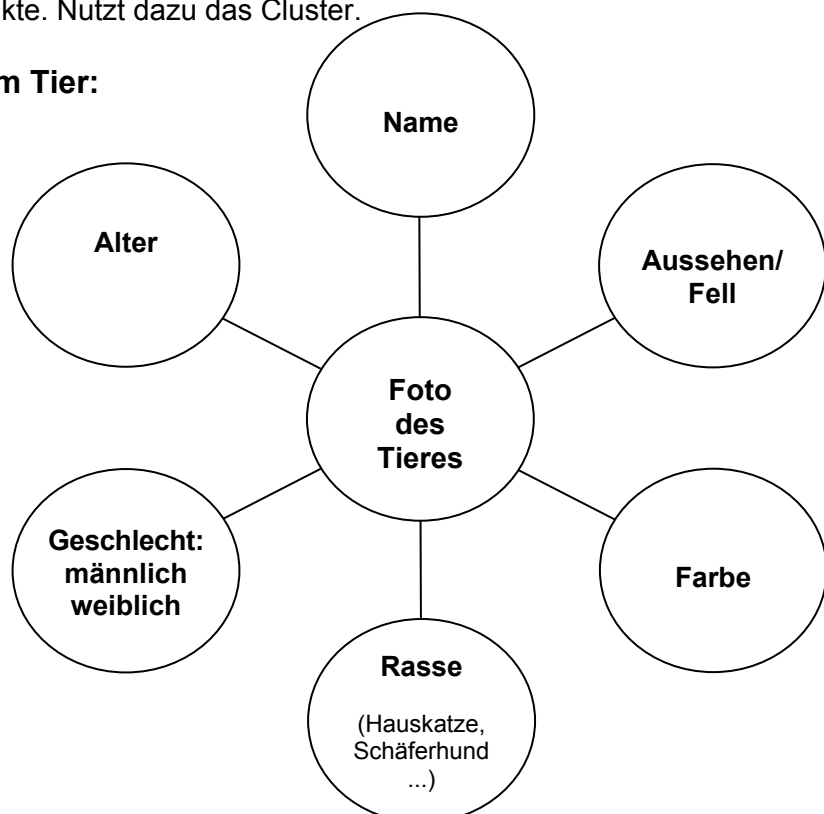 kte. Nutzt dazu das Cluster.
m Tier:
Name
Alter
Aussehen/
Fell
Foto
des
Tieres
Geschlecht:
männlich
weiblich
Farbe
Rasse
(Hauskatze,
Schäferhund
...)